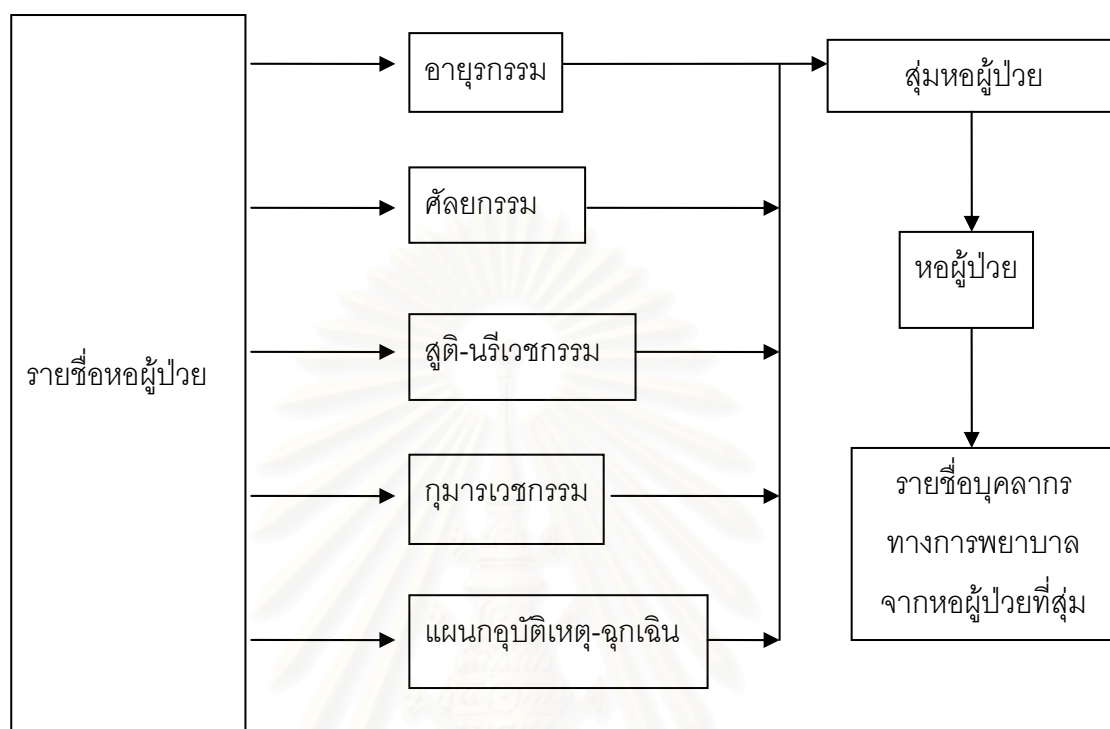 รายชื่อหอผู้ป่วย
อายุรกรรม
ศัลยกรรม
สูติ-นรีเวชกรรม
กุมารเวชกรรม
แผนกอุบัติเหตุ-ฉุกเฉิน
สุ่มหอผู้ป่วย
หอผู้ป่วย
รายชื่อบุคลากร
ทางการพยาบาล
จากหอผู้ป่วยที่สุ่ม